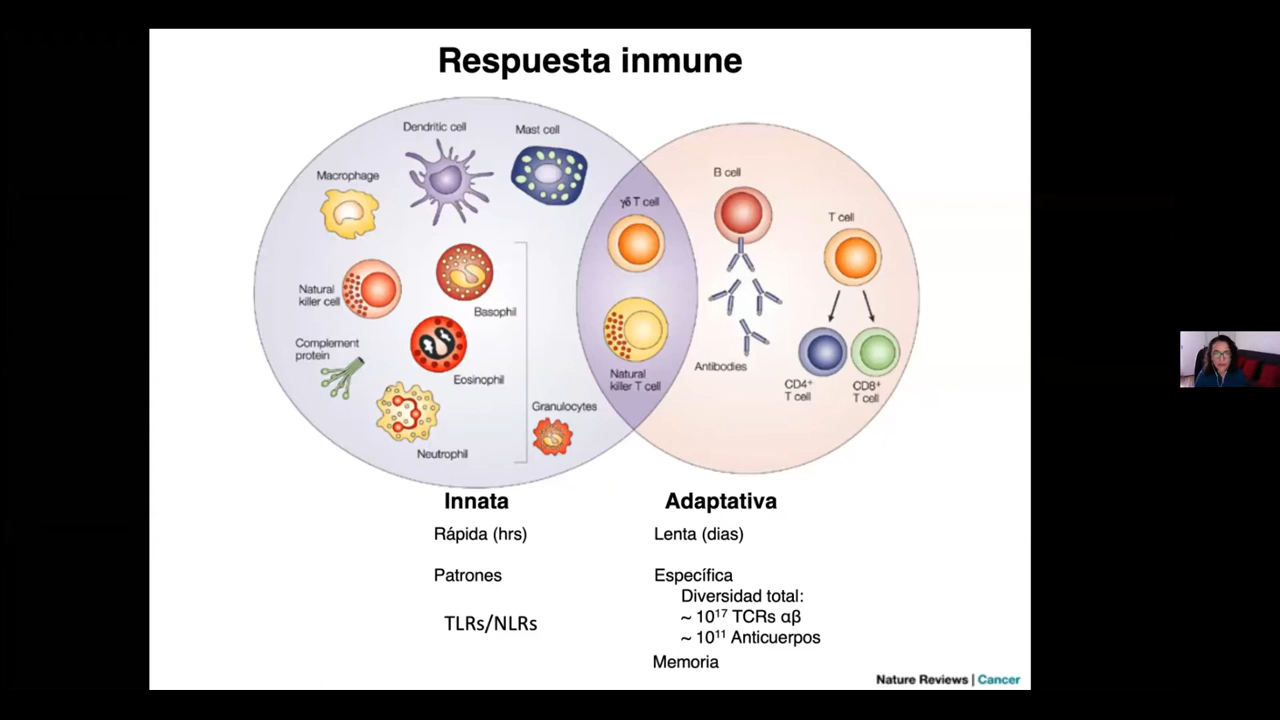 Respuesta inmune
Dendritic cell
Mast cell
Macrophage
Natural
killer cell
Basophil
Complement
protein
Eosinophil
Neutrophil
Granulocytes
γδ T cell
Natural
killer T cell
B cell
Antibodies
T cell
CD4⁺
T cell
CD8⁺
T cell
Innata
Rápida (hrs)
Patrones
TLRs/NLRs
Adaptativa
Lenta (dias)
Específica
Diversidad total:
~ 10¹⁷ TCRs αβ
~ 10¹¹ Anticuerpos
Memoria
Nature Reviews | Cancer